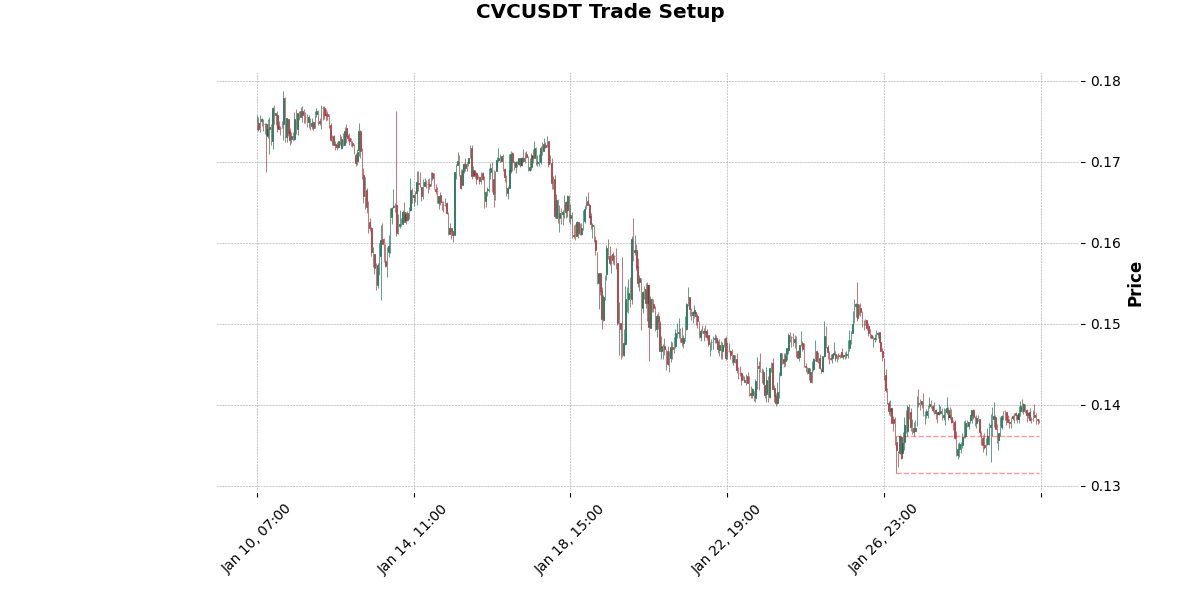 CVCUSDT Trade Setup
0.18
0.17
0.16
0.15
0.14
0.13
Price
Jan 10, 07:00
Jan 14, 11:00
Jan 18, 15:00
Jan 22, 19:00
Jan 26, 23:00